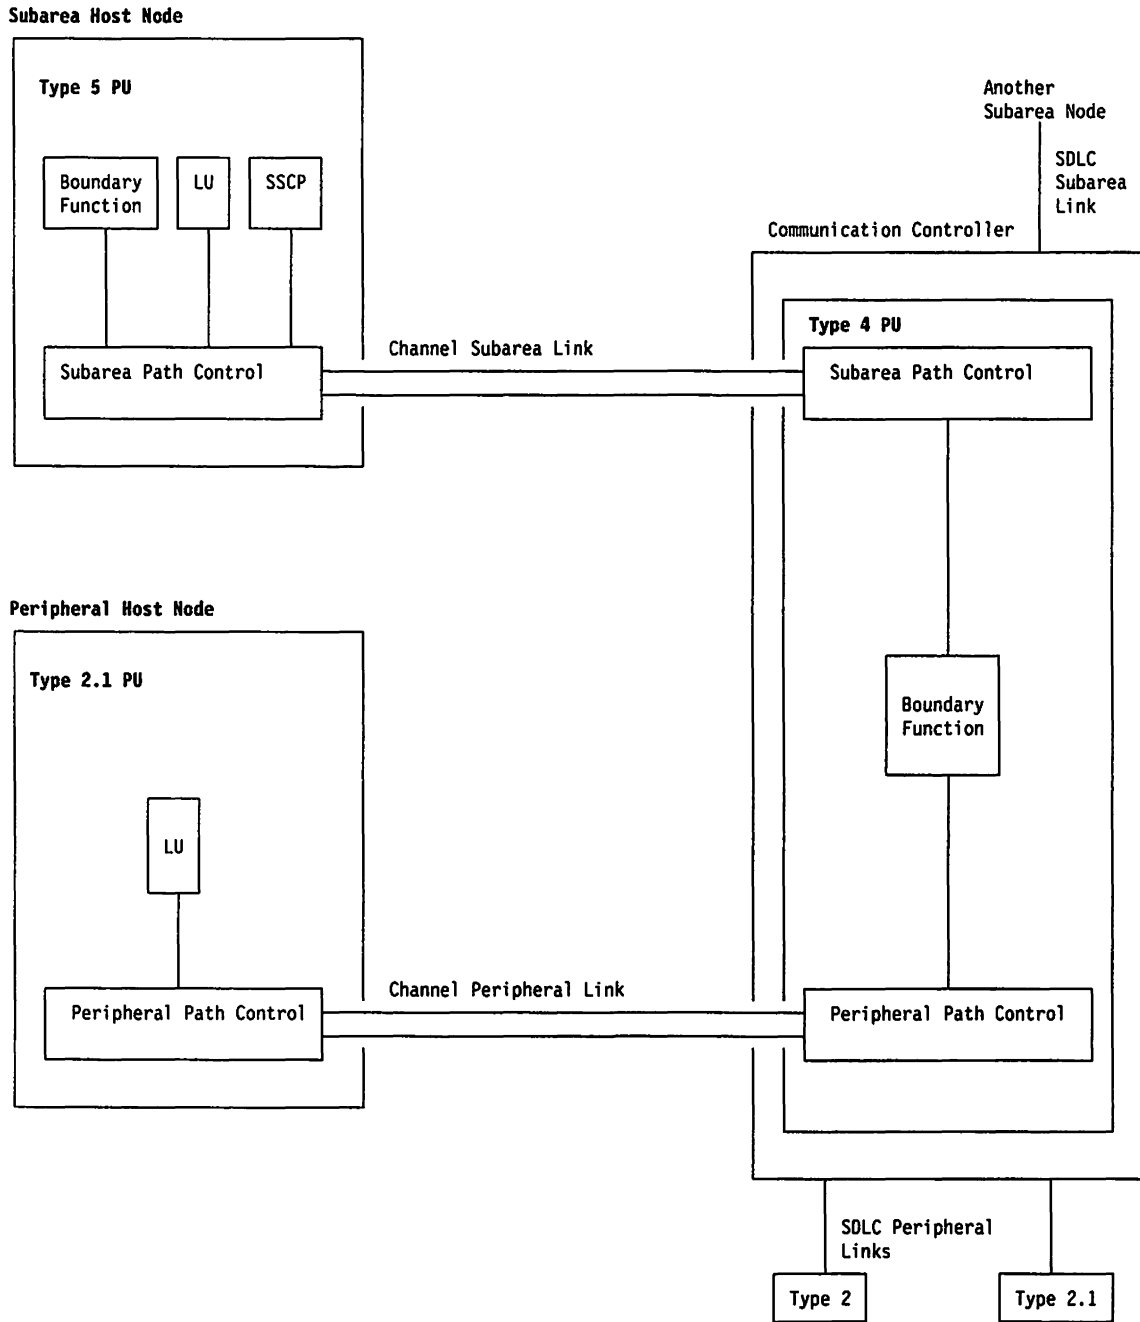 Subarea Host Node
Type 5 PU
Boundary
Function
LU
SSCP
Subarea Path Control
Channel Subarea Link
Another
Subarea Node
SDLC
Subarea
Link
Communication Controller
Type 4 PU
Subarea Path Control
Boundary
Function
Peripheral Host Node
Type 2.1 PU
LU
Peripheral Path Control
Channel Peripheral Link
Peripheral Path Control
SDLC Peripheral
Links
Type 2
Type 2.1